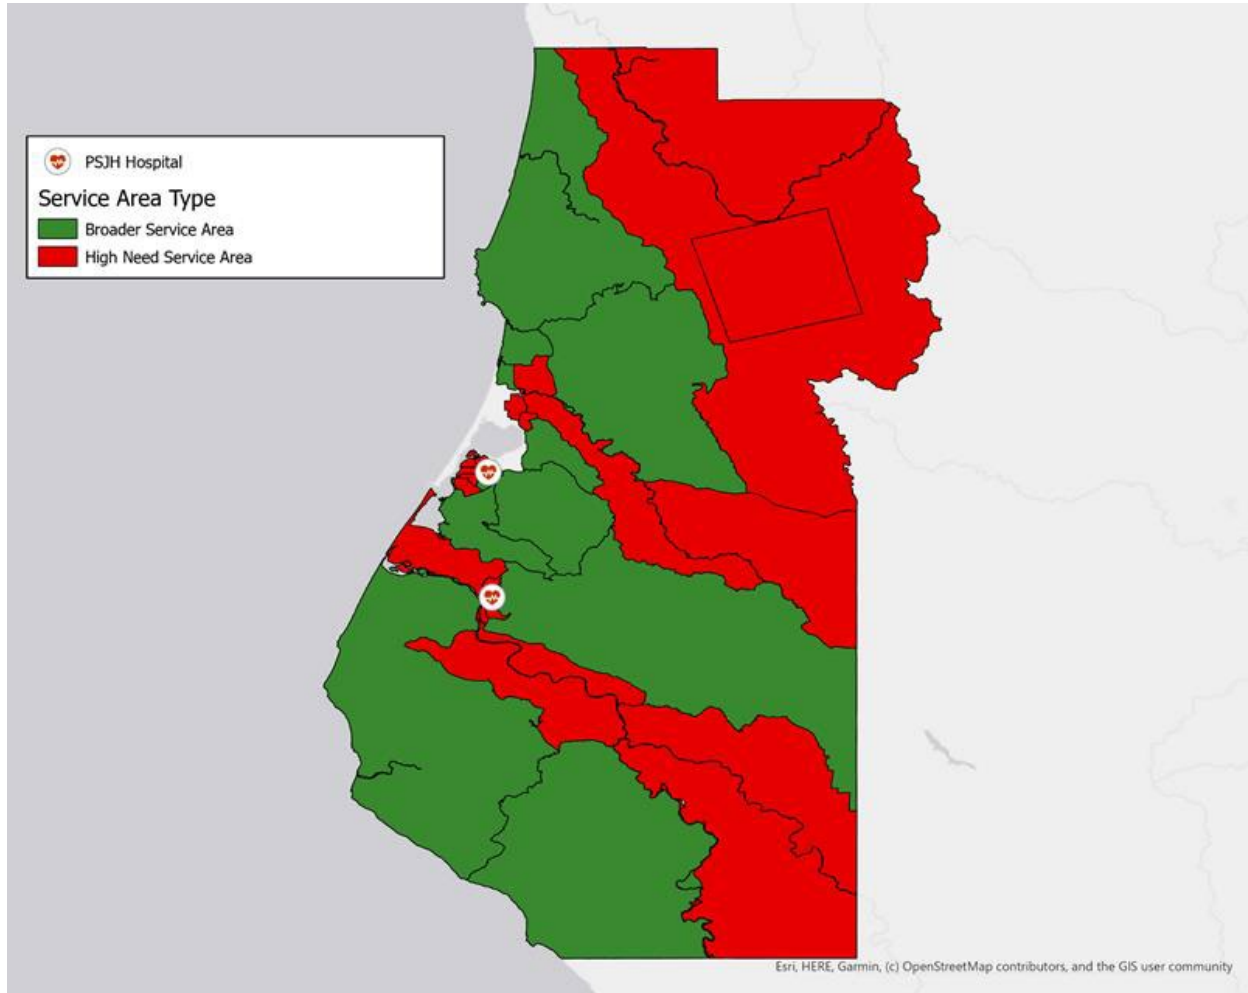 PSJH Hospital
Service Area Type
Broader Service Area
High Need Service Area
Esri, HERE, Garmin, (c) OpenStreetMap contributors, and the GIS user community